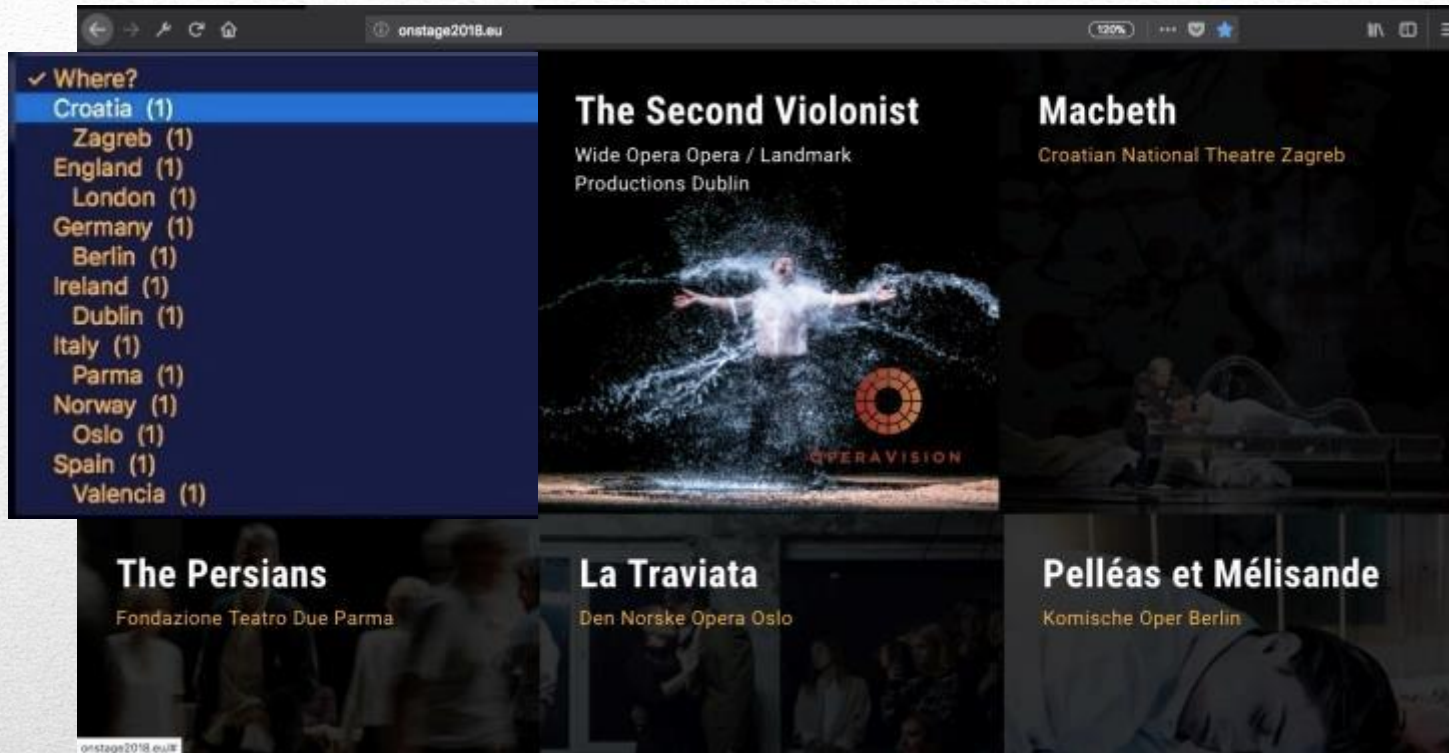 onstage2018.eu
120%
✓ Where?
Croatia (1)
Zagreb (1)
England (1)
London (1)
Germany (1)
Berlin (1)
Ireland (1)
Dublin (1)
Italy (1)
Parma (1)
Norway (1)
Oslo (1)
Spain (1)
Valencia (1)
The Second Violonist
Wide Opera Opera / Landmark
Productions Dublin
OPERAVISION
Macbeth
Croatian National Theatre Zagreb
The Persians
Fondazione Teatro Due Parma
La Traviata
Den Norske Opera Oslo
Pelléas et Mélisande
Komische Oper Berlin
onstage2018.eu/#